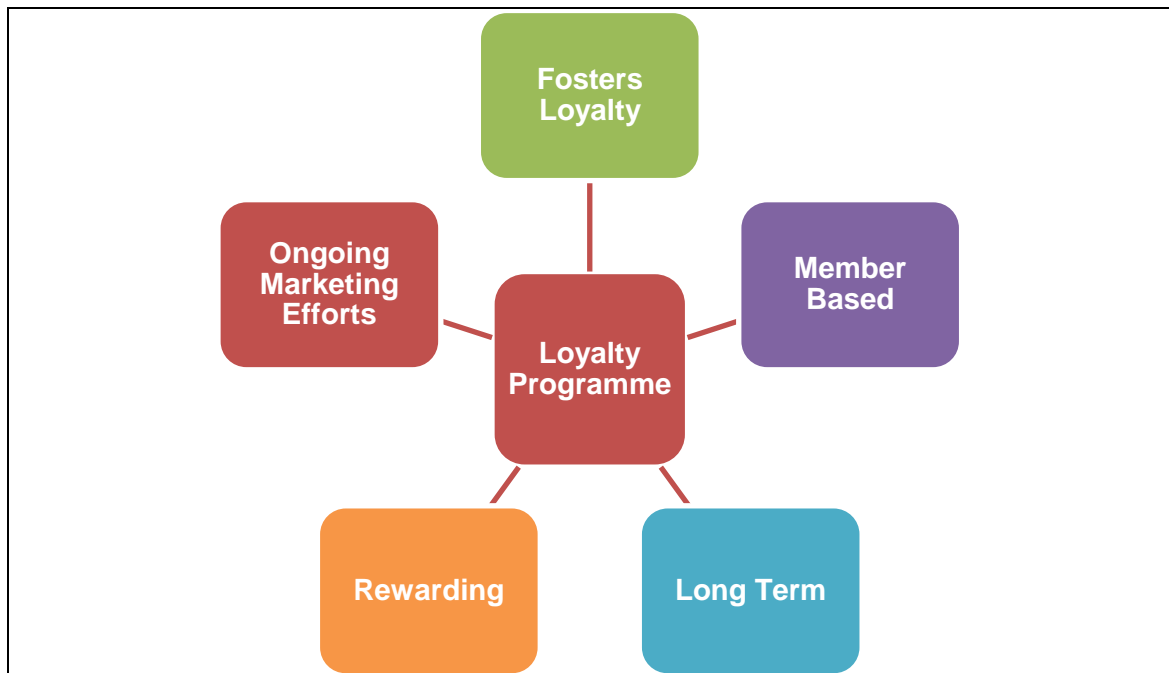 Fosters
Loyalty
Ongoing
Marketing
Efforts
Member
Based
Loyalty
Programme
Rewarding
Long Term